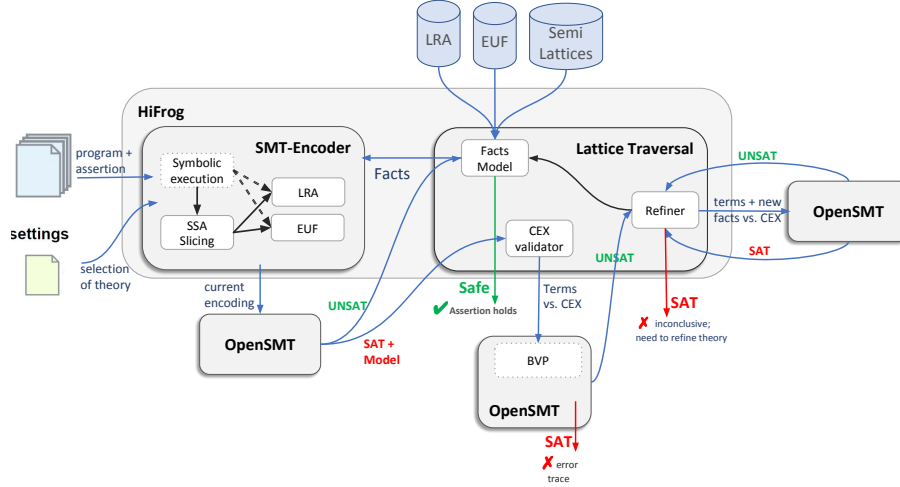 LRA
EUF
Semi
Lattices
HiFrog
SMT-Encoder
Lattice Traversal
program +
assertion
Symbolic
execution
LRA
SSA
Slicing
EUF
Facts
Facts
Model
CEX
validator
Refiner
UNSAT
terms + new
facts vs. CEX
OpenSMT
SAT
UNSAT
settings
selection
of theory
current
encoding
UNSAT
Safe
✔ Assertion holds
Terms
vs. CEX
SAT
✗ inconclusive;
need to refine theory
OpenSMT
SAT +
Model
BVP
OpenSMT
SAT
✗ error
trace